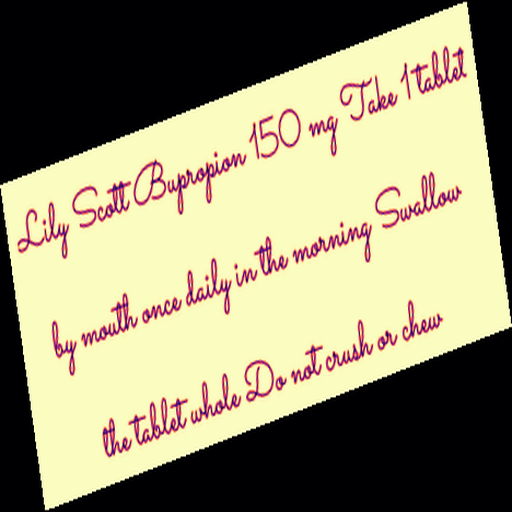 Lily Scott Bupropion 150 mg Take 1 tablet
by mouth once daily in the morning Swallow
the tablet whole Do not crush or chew